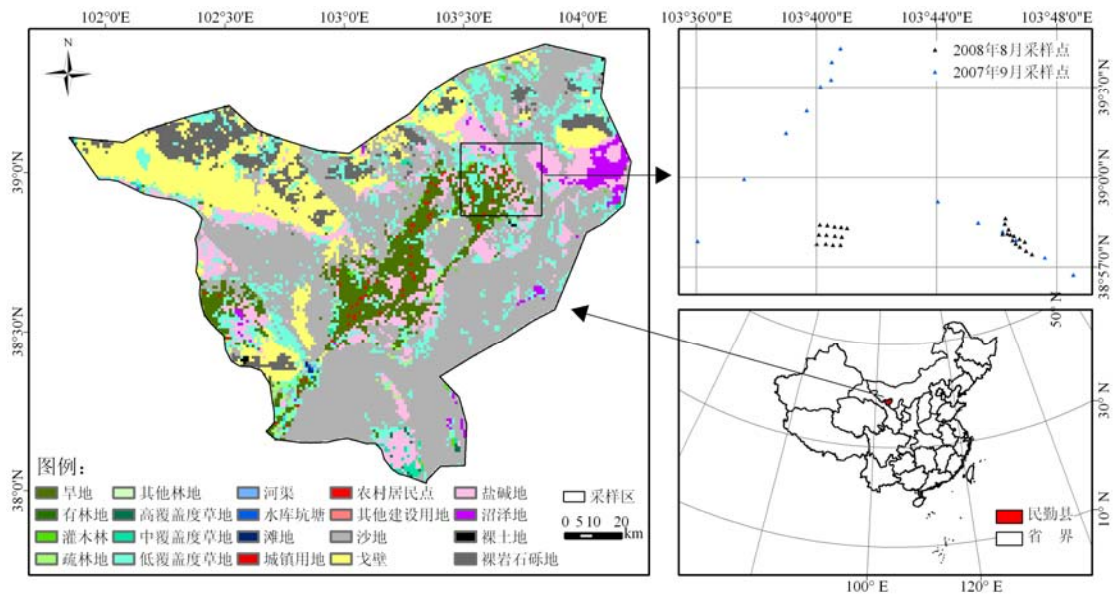 102°0'E 102°30'E 103°0'E 103°30'E 104°0'E
N
39°0'N
38°30'N
38°0'N
图例:
旱地 其他林地 河渠 农村居民点 盐碱地 采样区
有林地 高覆盖度草地 水库坑塘 其他建设用地 沼泽地
灌木林 中覆盖度草地 滩地 沙地 裸土地
疏林地 低覆盖度草地 城镇用地 戈壁 裸岩石砾地
0 5 10 20
km
103°36'E 103°40'E 103°44'E 103°48'E
2008年8月采样点
2007年9月采样点
39°3'N
39°0'N
38°57'N
50°N
30°N
10°N
民勤县
省 界
100° E 120° E